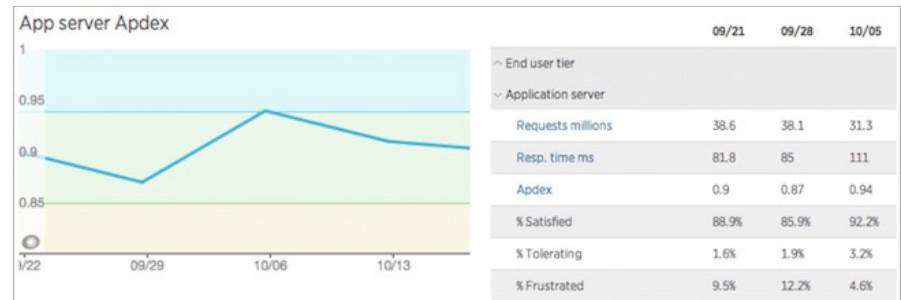 App server Apdex
1
0.95
0.9
0.85
09/29
10/06
10/13
09/21 09/28 10/05
End user tier
Application server
Requests millions 38.6 38.1 31.3
Resp. time ms 81.8 85 111
Apdex 0.9 0.87 0.94
% Satisfied 88.9% 85.9% 92.2%
% Tolerating 1.6% 1.9% 3.2%
% Frustrated 9.5% 12.2% 4.6%